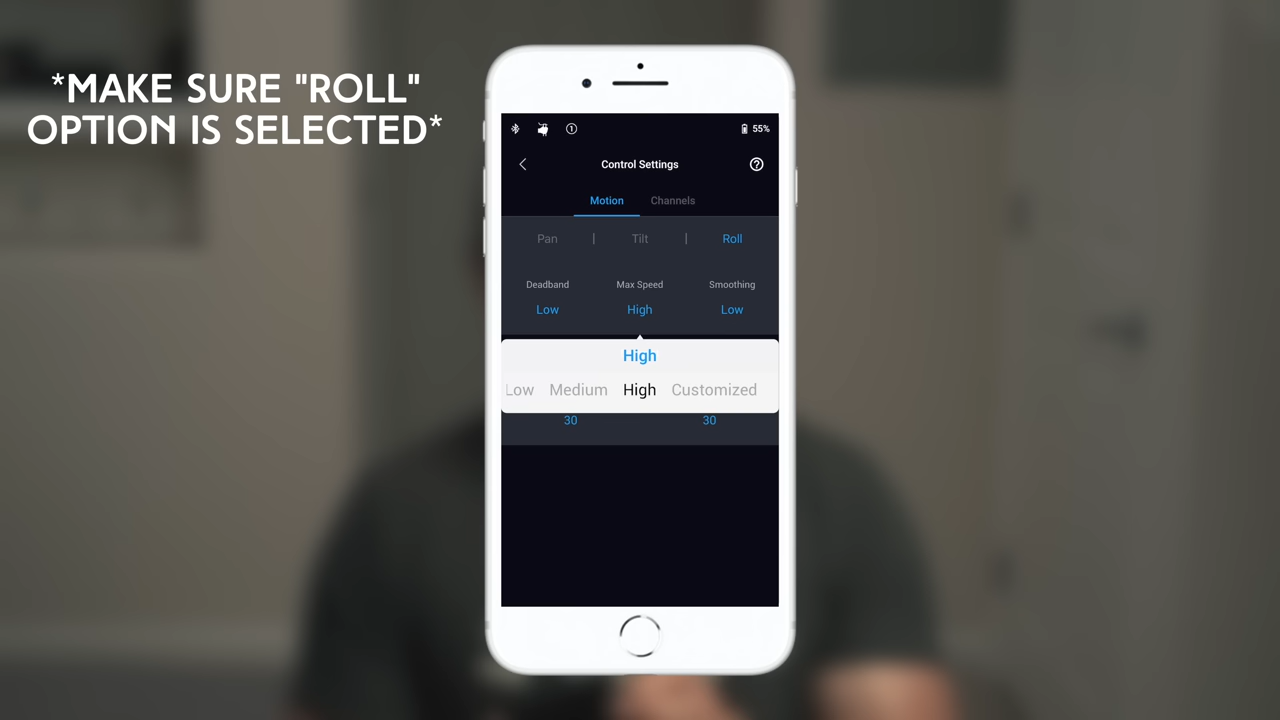 *MAKE SURE "ROLL"
OPTION IS SELECTED*
1
55%
Control Settings
?
Motion Channels
Pan | Tilt | Roll
Deadband Max Speed Smoothing
Low High Low
High
Low Medium High Customized
30 30